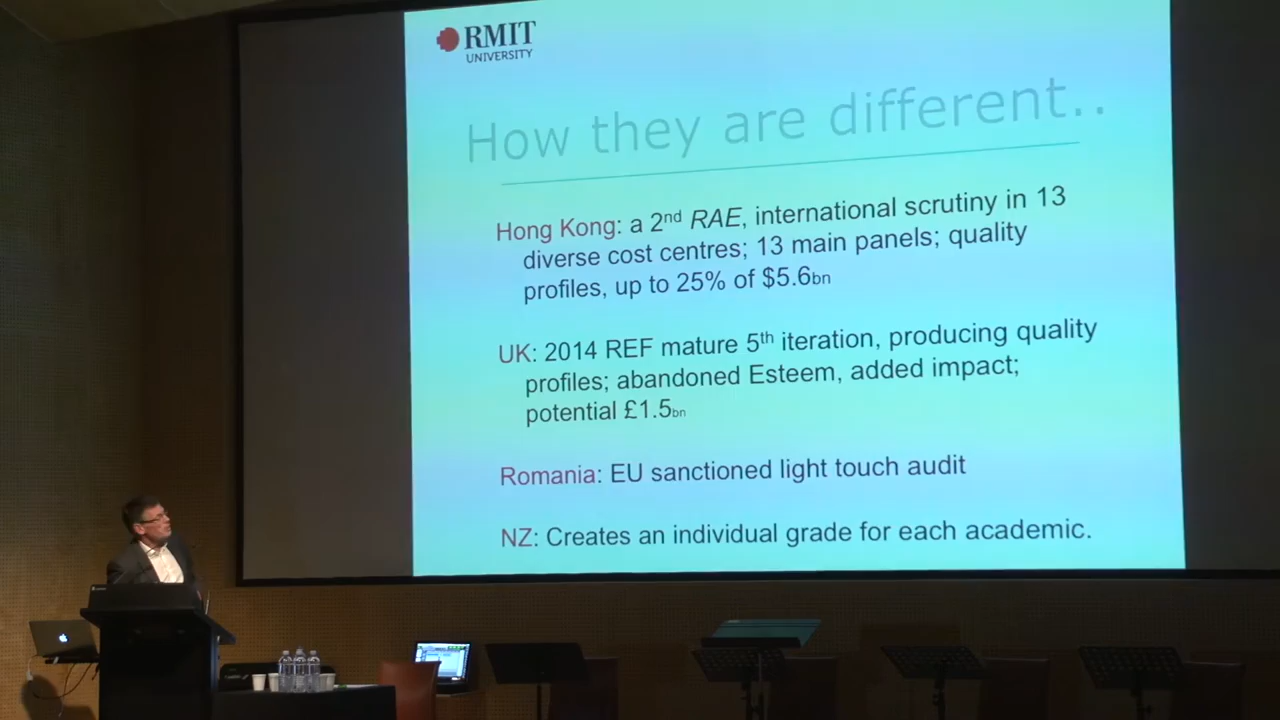 RMIT
UNIVERSITY
How they are different..
Hong Kong: a 2nd RAE, international scrutiny in 13
diverse cost centres; 13 main panels; quality
profiles, up to 25% of $5.6bn
UK: 2014 REF mature 5th iteration, producing quality
profiles; abandoned Esteem, added impact;
potential £1.5bn
Romania: EU sanctioned light touch audit
NZ: Creates an individual grade for each academic.